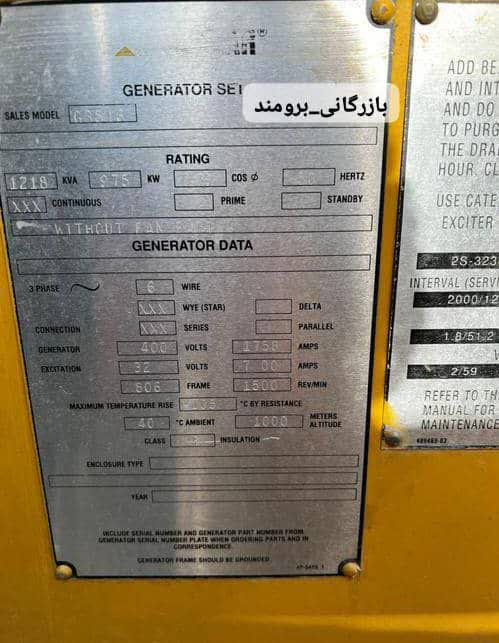 GENERATOR SET
بازرگانی_برومند
SALES MODEL
RATING
1218 KVA 975 KW COS Ø HERTZ
XXX CONTINUOUS PRIME STANDBY
WITHOUT FAN
GENERATOR DATA
3 PHASE 6 WIRE
XXX WYE (STAR) DELTA
CONNECTION XXX SERIES PARALLEL
GENERATOR 400 VOLTS 1758 AMPS
EXCITATION 32 VOLTS 7.00 AMPS
806 FRAME 1500 REV/MIN
MAXIMUM TEMPERATURE RISE °C BY RESISTANCE
40 °C AMBIENT 1000 METERS ALTITUDE
CLASS INSULATION
ENCLOSURE TYPE
YEAR
INCLUDE SERIAL NUMBER AND GENERATOR PART NUMBER FROM
GENERATOR SERIAL NUMBER PLATE WHEN ORDERING PARTS AND IN
CORRESPONDENCE.
GENERATOR FRAME SHOULD BE GROUNDED.
ADD BE
AND INT
AND DO
TO PURG
THE DRA
HOUR. CL
USE CATE
EXCITER
2S-323
INTERVAL (SERVI
2000/12
1.8/51.2
2/59
REFER TO TH
MANUAL FOR
MAINTENANCE